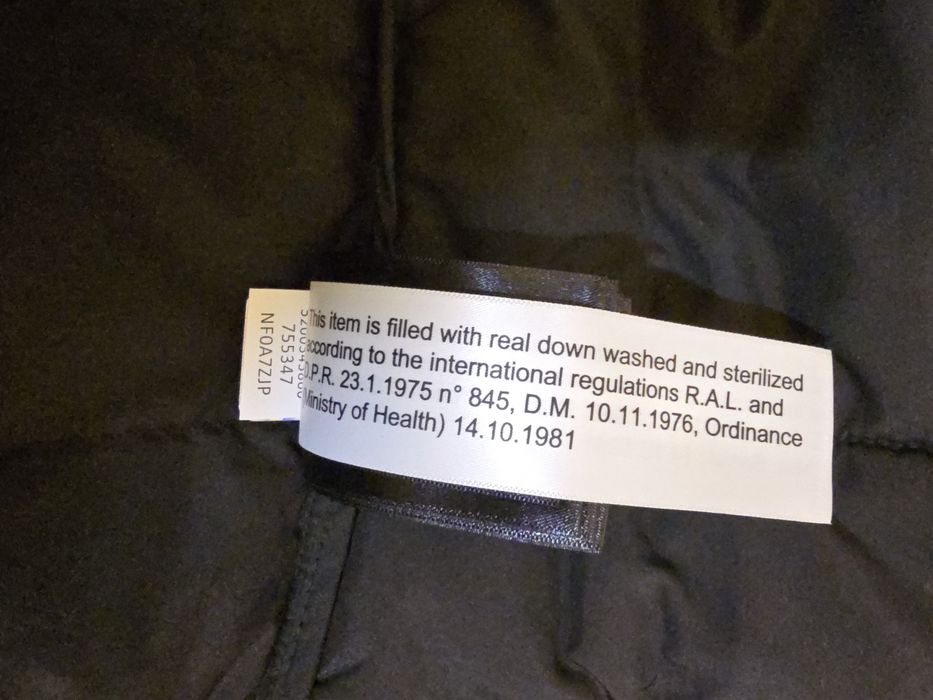 This item is filled with real down washed and sterilized
according to the international regulations R.A.L. and
D.P.R. 23.1.1975 n° 845, D.M. 10.11.1976, Ordinance
Ministry of Health) 14.10.1981
755347
NF0A7ZJP